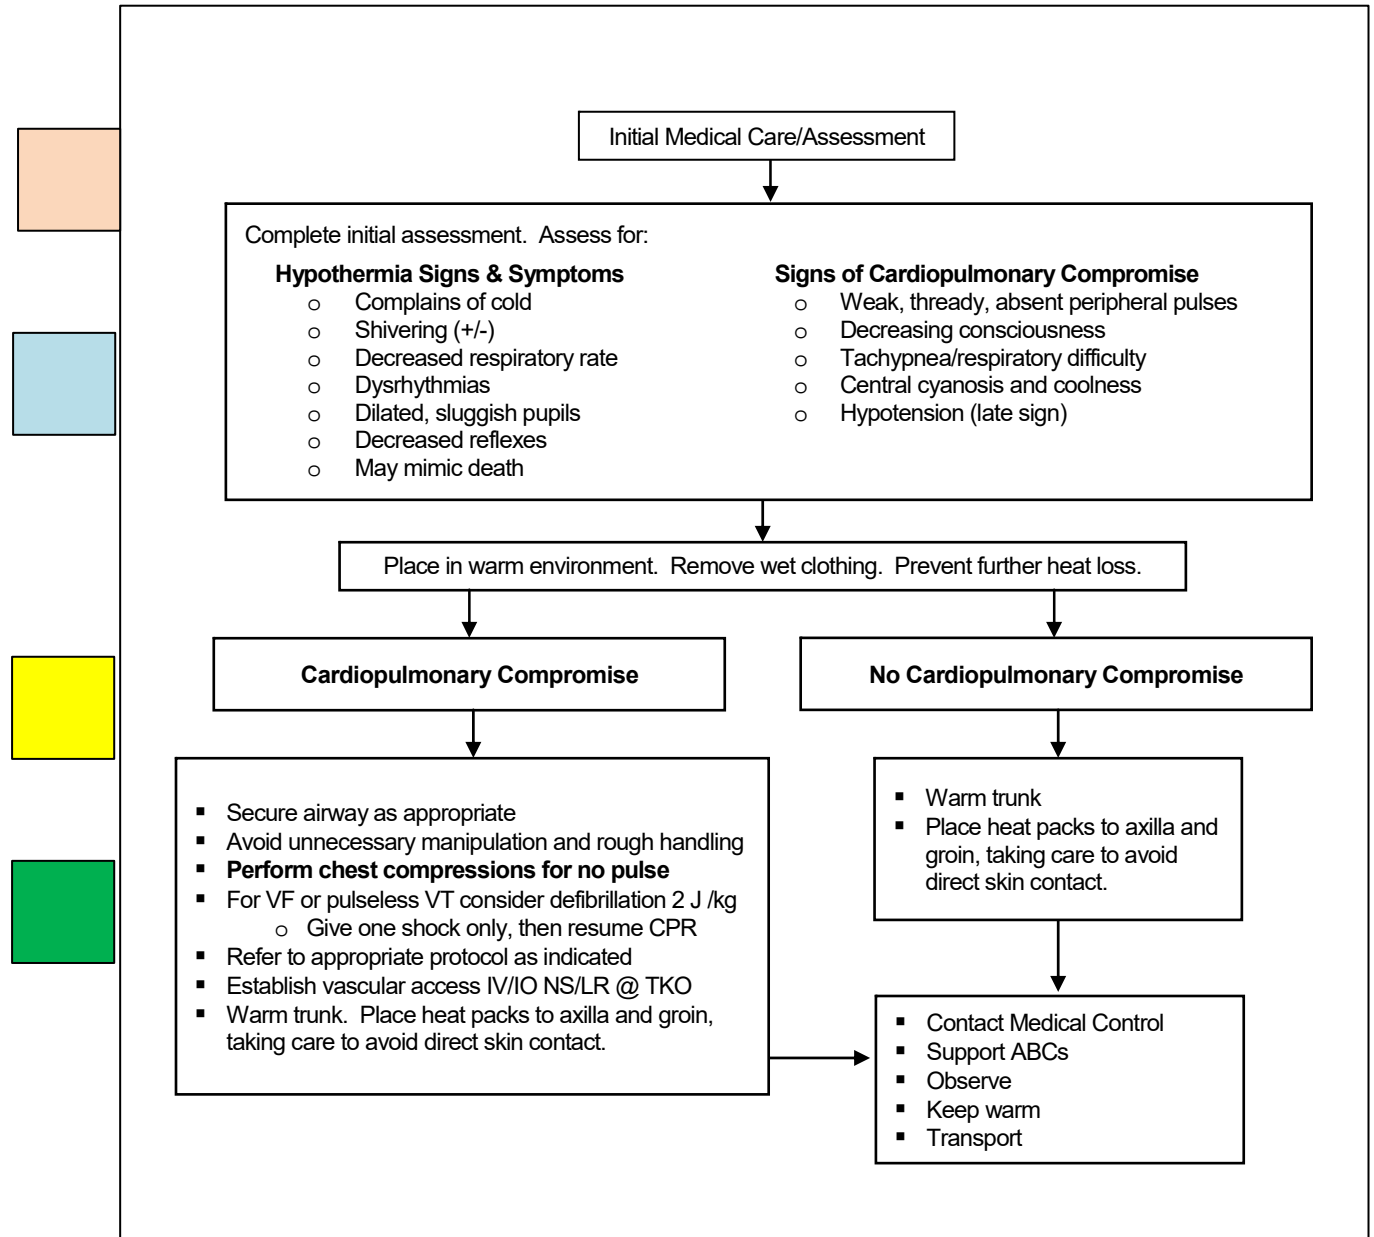 Initial Medical Care/Assessment
Complete initial assessment.  Assess for:
Hypothermia Signs & Symptoms
o Complains of cold
o Shivering (+/-)
o Decreased respiratory rate
o Dysrhythmias
o Dilated, sluggish pupils
o Decreased reflexes
o May mimic death
Signs of Cardiopulmonary Compromise
o Weak, thready, absent peripheral pulses
o Decreasing consciousness
o Tachypnea/respiratory difficulty
o Central cyanosis and coolness
o Hypotension (late sign)
Place in warm environment.  Remove wet clothing.  Prevent further heat loss.
Cardiopulmonary Compromise
▪ Secure airway as appropriate
▪ Avoid unnecessary manipulation and rough handling
▪ Perform chest compressions for no pulse
▪ For VF or pulseless VT consider defibrillation 2 J /kg
o Give one shock only, then resume CPR
▪ Refer to appropriate protocol as indicated
▪ Establish vascular access IV/IO NS/LR @ TKO
▪ Warm trunk.  Place heat packs to axilla and groin,
taking care to avoid direct skin contact.
No Cardiopulmonary Compromise
▪ Warm trunk
▪ Place heat packs to axilla and
groin, taking care to avoid
direct skin contact.
▪ Contact Medical Control
▪ Support ABCs
▪ Observe
▪ Keep warm
▪ Transport